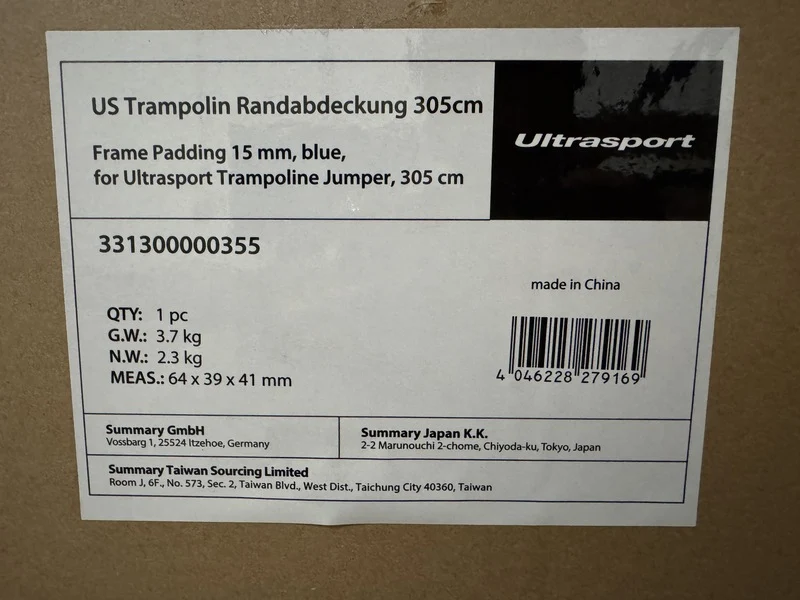 US Trampolin Randabdeckung 305cm
Frame Padding 15 mm, blue,
for Ultrasport Trampoline Jumper, 305 cm
Ultrasport
331300000355
made in China
QTY: 1 pc
G.W.: 3.7 kg
N.W.: 2.3 kg
MEAS.: 64 x 39 x 41 mm
4 046228 279169
Summary GmbH
Vossbarg 1, 25524 Itzehoe, Germany
Summary Japan K.K.
2-2 Marunouchi 2-chome, Chiyoda-ku, Tokyo, Japan
Summary Taiwan Sourcing Limited
Room J, 6F., No. 573, Sec. 2, Taiwan Blvd., West Dist., Taichung City 40360, Taiwan